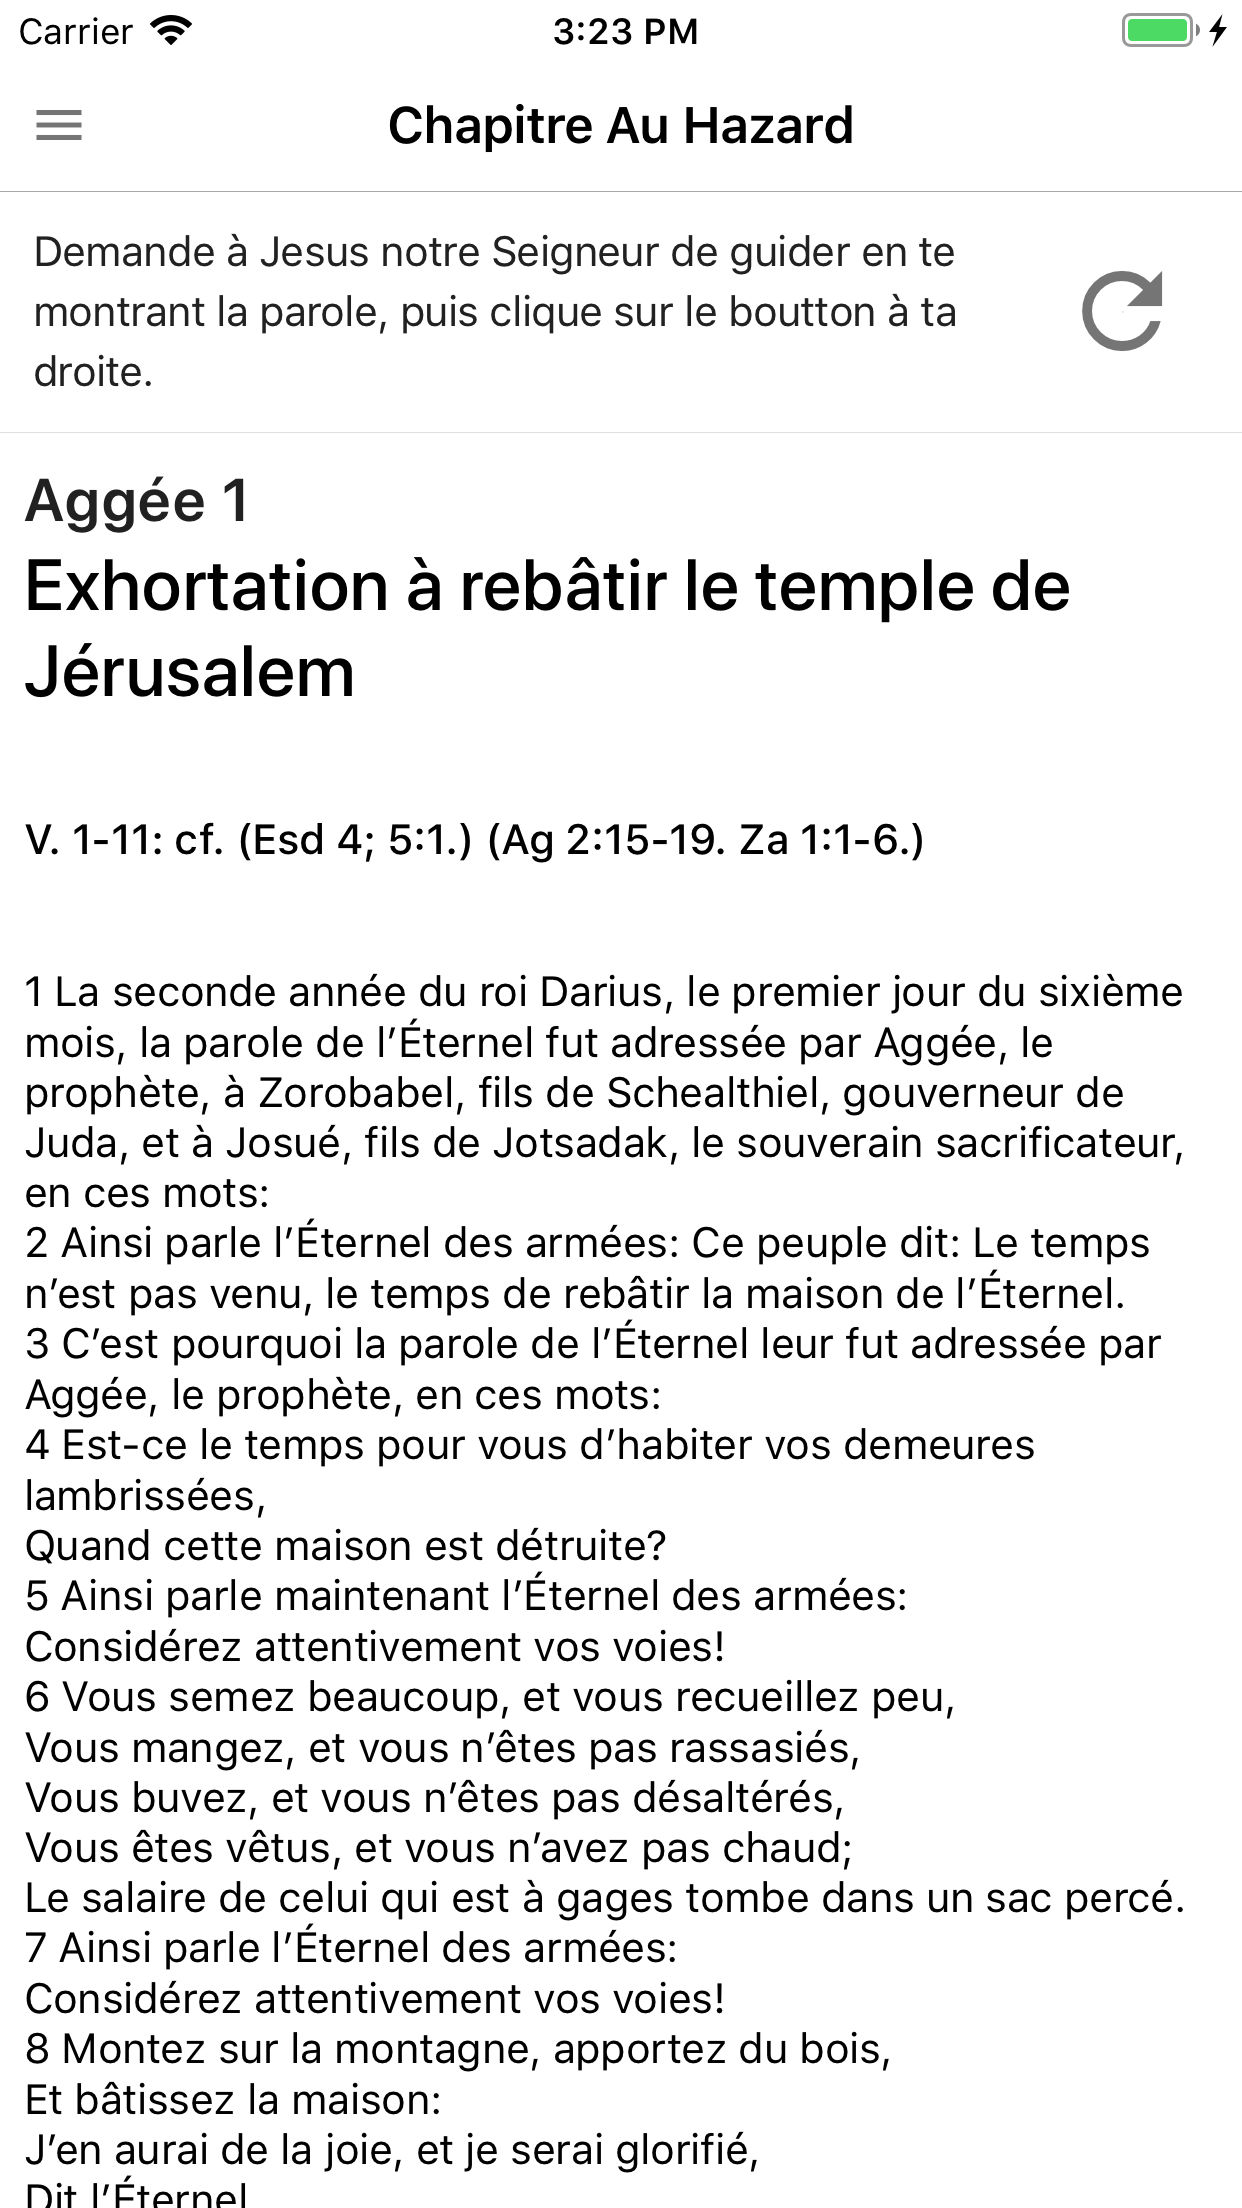 Carrier 3:23 PM
Chapitre Au Hazard
Demande à Jesus notre Seigneur de guider en te
montrant la parole, puis clique sur le boutton à ta
droite.
Aggée 1
Exhortation à rebâtir le temple de
Jérusalem
V. 1-11: cf. (Esd 4; 5:1.) (Ag 2:15-19. Za 1:1-6.)
1 La seconde année du roi Darius, le premier jour du sixième
mois, la parole de l’Éternel fut adressée par Aggée, le
prophète, à Zorobabel, fils de Schealthiel, gouverneur de
Juda, et à Josué, fils de Jotsadak, le souverain sacrificateur,
en ces mots:
2 Ainsi parle l’Éternel des armées: Ce peuple dit: Le temps
n’est pas venu, le temps de rebâtir la maison de l’Éternel.
3 C’est pourquoi la parole de l’Éternel leur fut adressée par
Aggée, le prophète, en ces mots:
4 Est-ce le temps pour vous d’habiter vos demeures
lambrissées,
Quand cette maison est détruite?
5 Ainsi parle maintenant l’Éternel des armées:
Considérez attentivement vos voies!
6 Vous semez beaucoup, et vous recueillez peu,
Vous mangez, et vous n’êtes pas rassasiés,
Vous buvez, et vous n’êtes pas désaltérés,
Vous êtes vêtus, et vous n’avez pas chaud;
Le salaire de celui qui est à gages tombe dans un sac percé.
7 Ainsi parle l’Éternel des armées:
Considérez attentivement vos voies!
8 Montez sur la montagne, apportez du bois,
Et bâtissez la maison:
J’en aurai de la joie, et je serai glorifié,
Dit l’Éternel